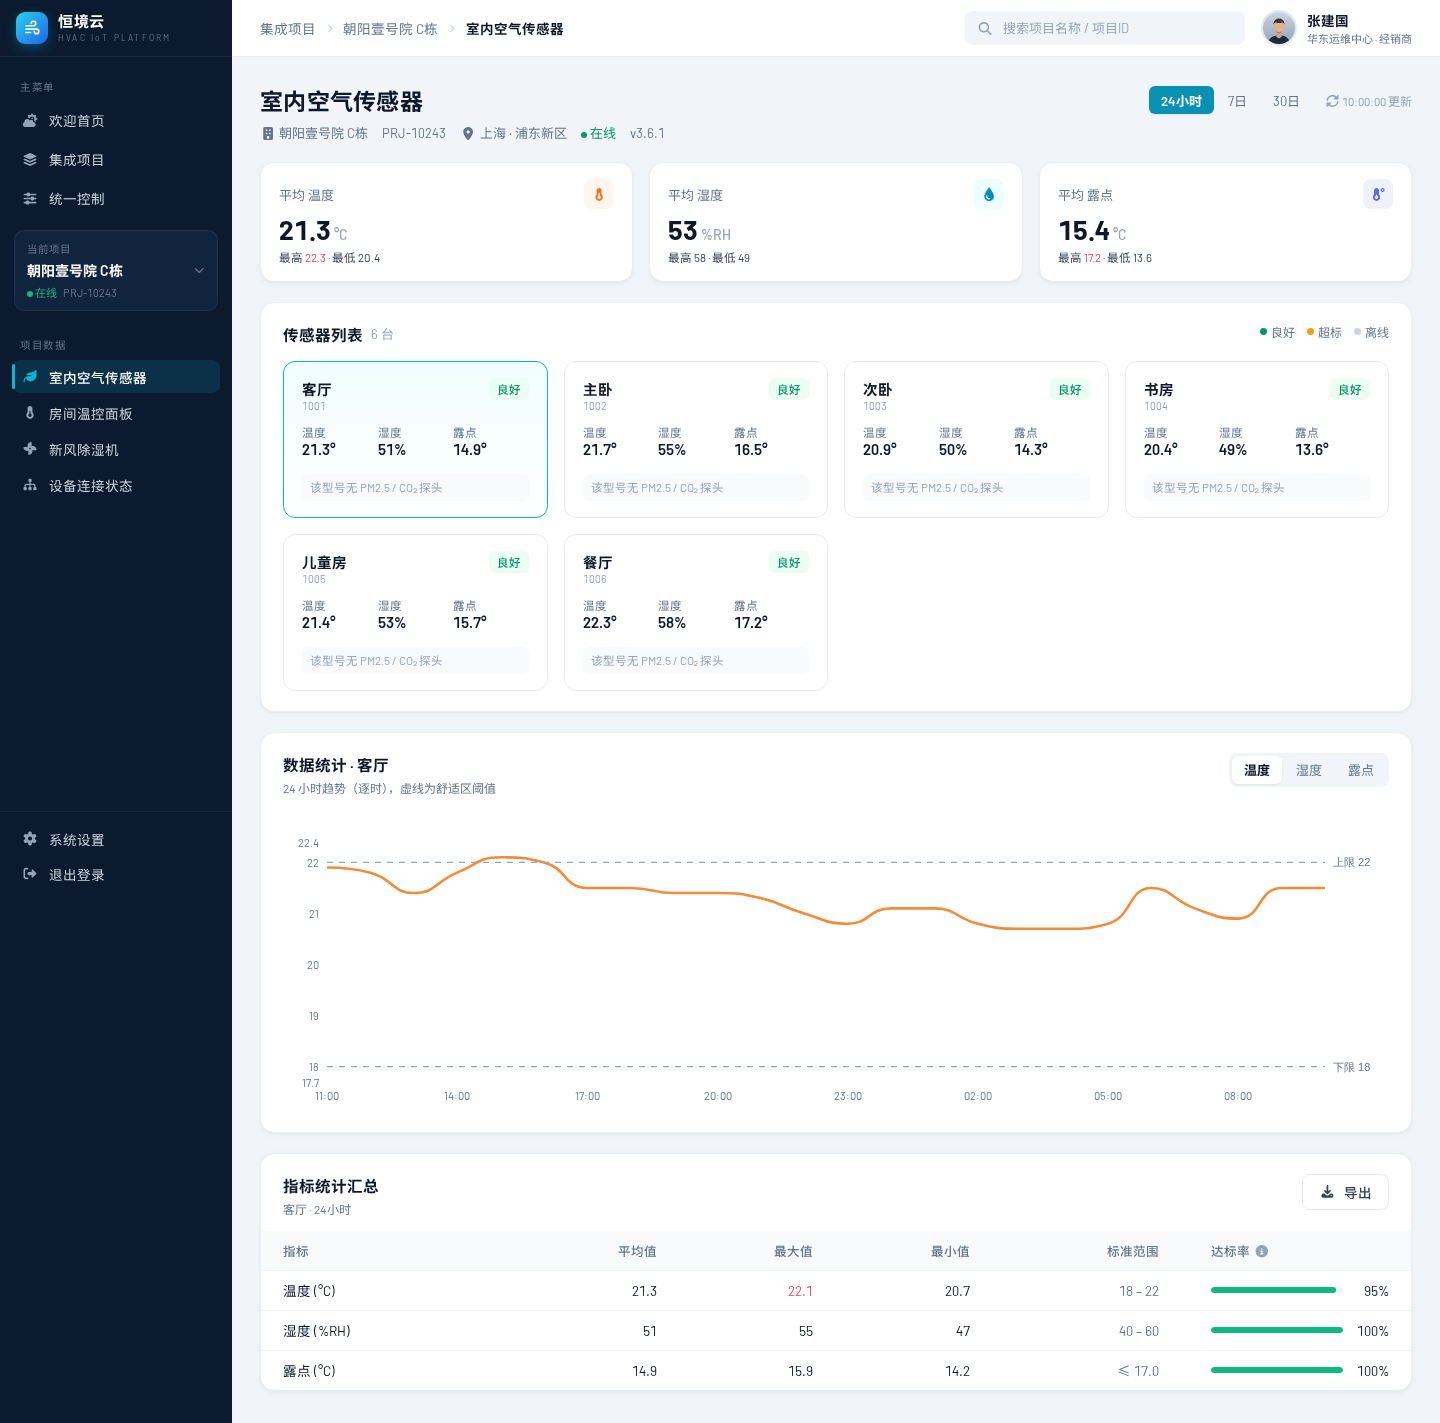 恒境云
HVAC IoT PLATFORM
主菜单
欢迎首页
集成项目
统一控制
当前项目
朝阳壹号院 C栋
在线 PRJ-10243
项目数据
室内空气传感器
房间温控面板
新风除湿机
设备连接状态
系统设置
退出登录
集成项目 朝阳壹号院 C栋 室内空气传感器
搜索项目名称 / 项目ID
张建国
华东运维中心 · 经销商
室内空气传感器
24小时 7日 30日 10:00:00 更新
朝阳壹号院 C栋 PRJ-10243 上海 · 浦东新区 在线 v3.6.1
平均 温度
21.3 °C
最高 22.3 · 最低 20.4
平均 湿度
53 %RH
最高 58 · 最低 49
平均 露点
15.4 °C
最高 17.2 · 最低 13.6
传感器列表 6 台
良好 超标 离线
客厅 良好
1001
温度 湿度 露点
21.3° 51% 14.9°
该型号无 PM2.5 / CO₂ 探头
主卧 良好
1002
温度 湿度 露点
21.7° 55% 16.5°
该型号无 PM2.5 / CO₂ 探头
次卧 良好
1003
温度 湿度 露点
20.9° 50% 14.3°
该型号无 PM2.5 / CO₂ 探头
书房 良好
1004
温度 湿度 露点
20.4° 49% 13.6°
该型号无 PM2.5 / CO₂ 探头
儿童房 良好
1005
温度 湿度 露点
21.4° 53% 15.7°
该型号无 PM2.5 / CO₂ 探头
餐厅 良好
1006
温度 湿度 露点
22.3° 58% 17.2°
该型号无 PM2.5 / CO₂ 探头
数据统计 · 客厅
24 小时趋势（逐时），虚线为舒适区阈值
温度 湿度 露点
22.4
22 上限 22
21
20
19
18 下限 18
17.7
11:00 14:00 17:00 20:00 23:00 02:00 05:00 08:00
指标统计汇总
客厅 · 24小时
导出
指标 平均值 最大值 最小值 标准范围 达标率
温度 (°C) 21.3 22.1 20.7 18 – 22 95%
湿度 (%RH) 51 55 47 40 – 60 100%
露点 (°C) 14.9 15.9 14.2 ≤ 17.0 100%